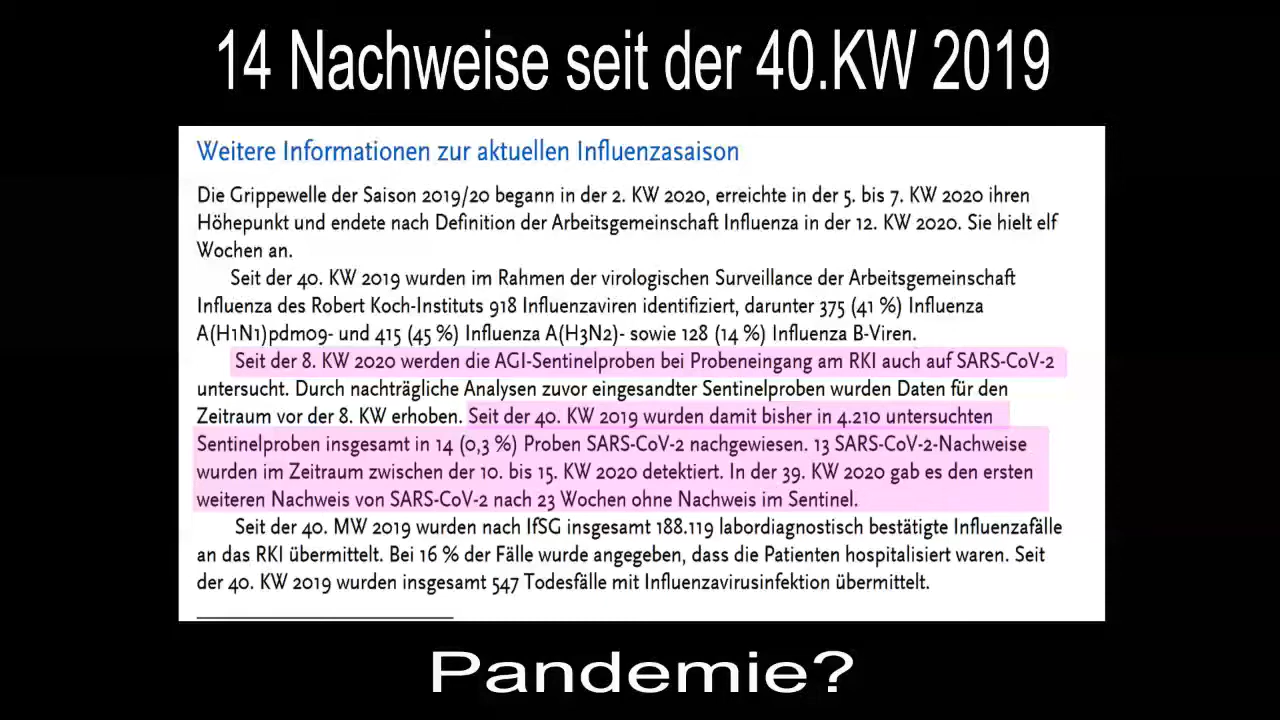 14 Nachweise seit der 40.KW 2019
Weitere Informationen zur aktuellen Influenzasaison
Die Grippewelle der Saison 2019/20 begann in der 2. KW 2020, erreichte in der 5. bis 7. KW 2020 ihren
Höhepunkt und endete nach Definition der Arbeitsgemeinschaft Influenza in der 12. KW 2020. Sie hielt elf
Wochen an.
Seit der 40. KW 2019 wurden im Rahmen der virologischen Surveillance der Arbeitsgemeinschaft
Influenza des Robert Koch-Instituts 918 Influenzaviren identifiziert, darunter 375 (41 %) Influenza
A(H1N1)pdm09- und 415 (45 %) Influenza A(H3N2)- sowie 128 (14 %) Influenza B-Viren.
Seit der 8. KW 2020 werden die AGI-Sentinelproben bei Probeneingang am RKI auch auf SARS-CoV-2
untersucht. Durch nachträgliche Analysen zuvor eingesandter Sentinelproben wurden Daten für den
Zeitraum vor der 8. KW erhoben. Seit der 40. KW 2019 wurden damit bisher in 4.210 untersuchten
Sentinelproben insgesamt in 14 (0,3 %) Proben SARS-CoV-2 nachgewiesen. 13 SARS-CoV-2-Nachweise
wurden im Zeitraum zwischen der 10. bis 15. KW 2020 detektiert. In der 39. KW 2020 gab es den ersten
weiteren Nachweis von SARS-CoV-2 nach 23 Wochen ohne Nachweis im Sentinel.
Seit der 40. MW 2019 wurden nach IfSG insgesamt 188.119 labordiagnostisch bestätigte Influenzafälle
an das RKI übermittelt. Bei 16 % der Fälle wurde angegeben, dass die Patienten hospitalisiert waren. Seit
der 40. KW 2019 wurden insgesamt 547 Todesfälle mit Influenzavirusinfektion übermittelt.
Pandemie?